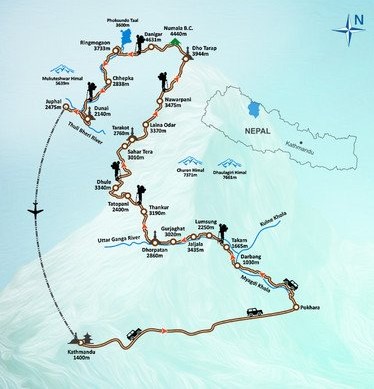 Phoksundo Taal
3600m
Danigar
4631m
Numala B.C.
4440m
N
Ringmogaon
3733m
Dho Tarap
3944m
Mukuteshwar Himal
5639m
Chhepka
2838m
Juphal
2475m
Dunai
2140m
Nawarpani
3475m
Thuli Bheri River
Tarakot
2760m
Laina Odar
3370m
NEPAL
Kathmandu
Sahar Tera
3010m
Churen Himal
7371m
Dhaulagiri Himal
7661m
Dhule
3340m
Tatopani
2400m
Thankur
3190m
Lumsung
2250m
Kuine Khola
Gurjaghat
3020m
Uttar Ganga River
Takam
1665m
Jaljala
3435m
Dhorpatan
2860m
Darbang
1030m
Myagdi Khola
Pokhara
Kathmandu
1400m